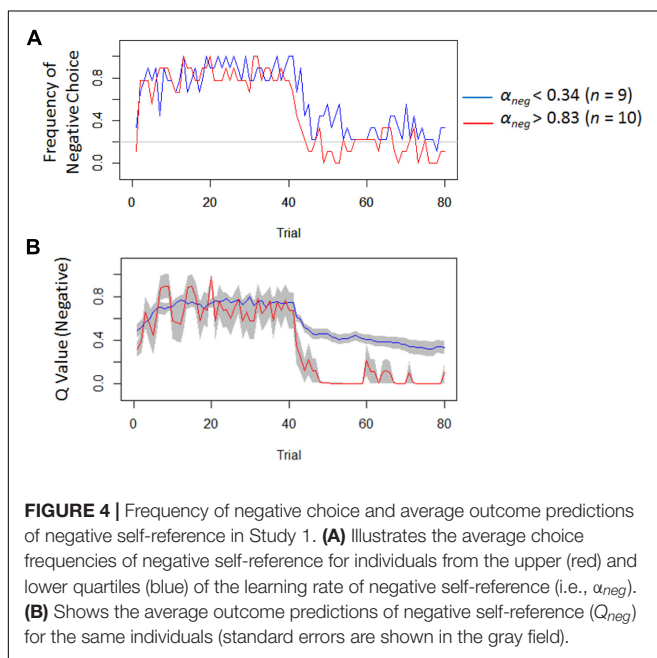 A
Frequency of
Negative Choice
0.0 0.4 0.8
0 20 40 60 80
Trial
α_neg < 0.34 (n = 9)
α_neg > 0.83 (n = 10)
B
Q Value (Negative)
0.0 0.4 0.8
0 20 40 60 80
Trial
FIGURE 4 | Frequency of negative choice and average outcome predictions
of negative self-reference in Study 1. (A) Illustrates the average choice
frequencies of negative self-reference for individuals from the upper (red) and
lower quartiles (blue) of the learning rate of negative self-reference (i.e., α_neg).
(B) Shows the average outcome predictions of negative self-reference (Q_neg)
for the same individuals (standard errors are shown in the gray field).